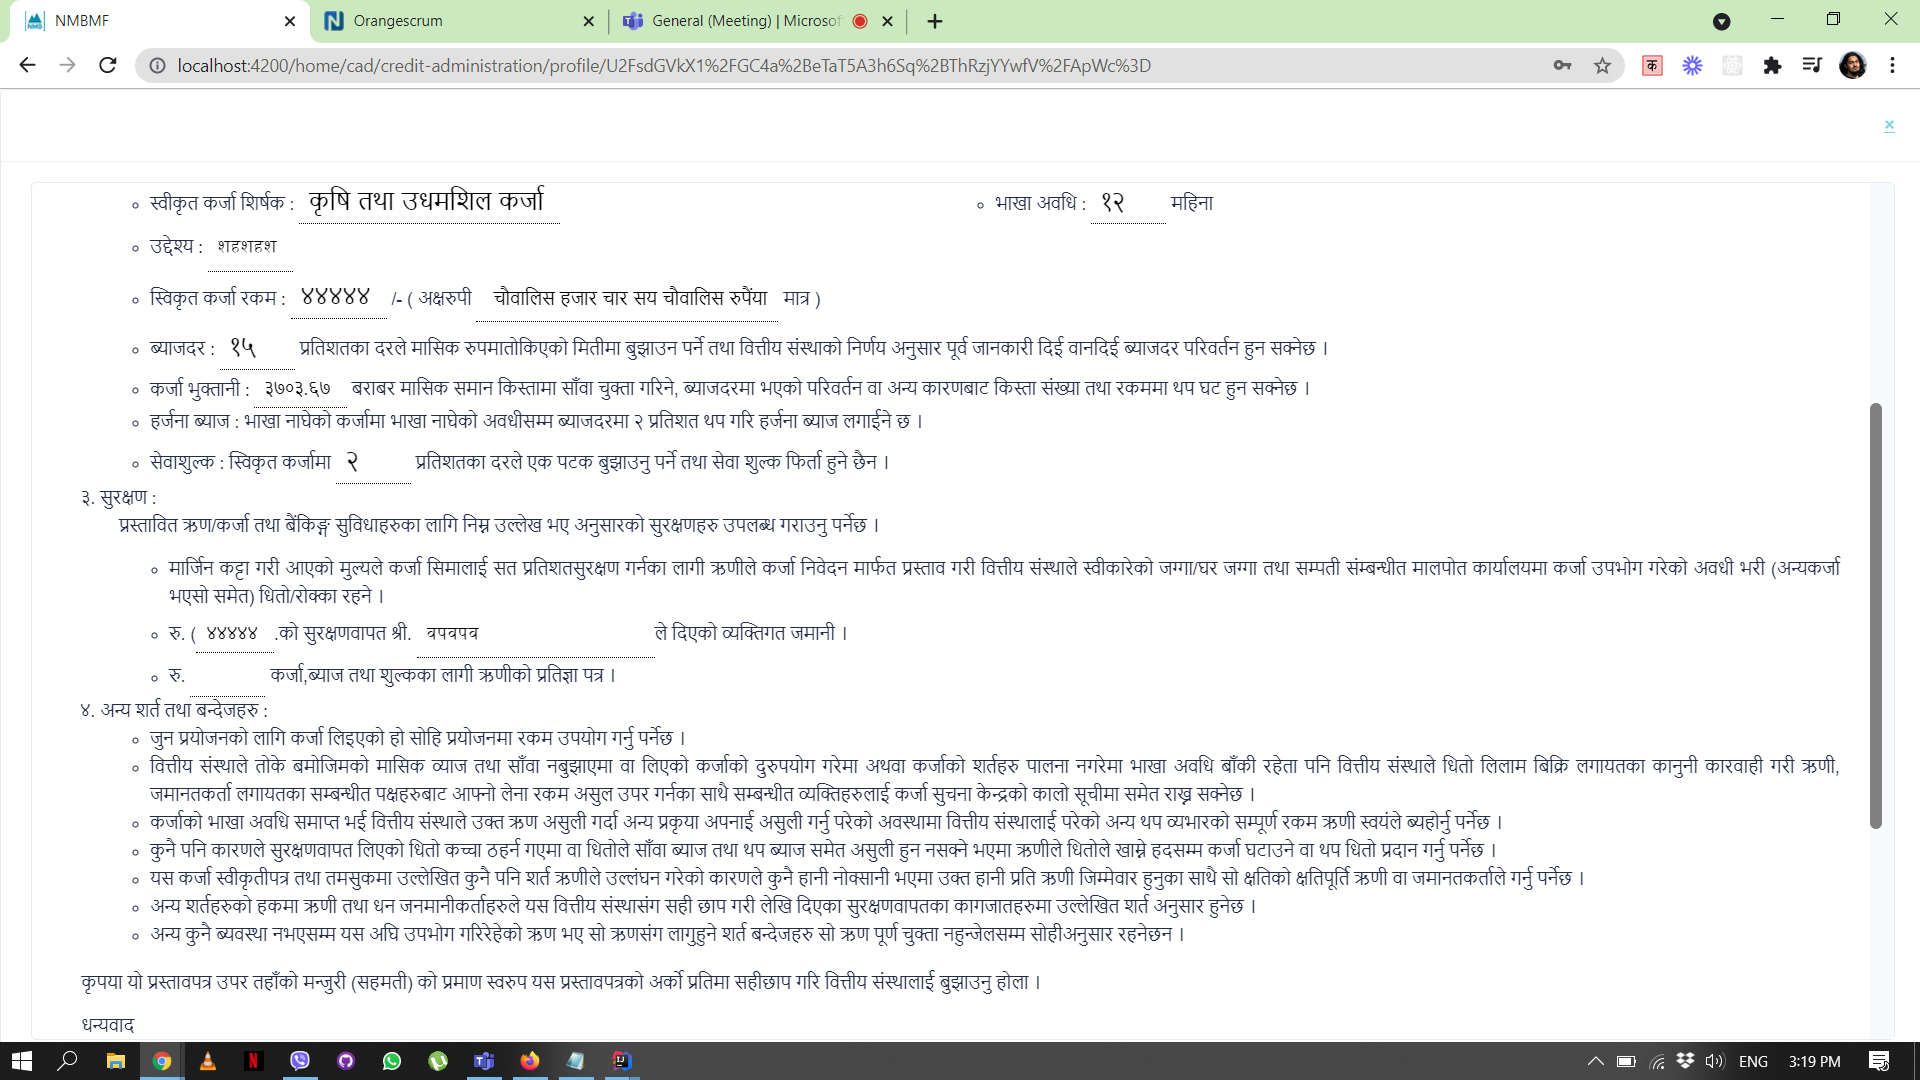 NMBMF
Orangescrum
General (Meeting) | Microsof
localhost:4200/home/cad/credit-administration/profile/U2FsdGVkX1%2FGC4a%2BeTaT5A3h6Sq%2BThRzjYYwfV%2FApWc%3D
क
×
स्वीकृत कर्जा शिर्षक : कृषि तथा उधमशिल कर्जा
भाखा अवधि : १२ महिना
उद्देश्य : शहशहश
स्विकृत कर्जा रकम : ४४४४४ /- ( अक्षरुपी चौवालिस हजार चार सय चौवालिस रुपैंया मात्र )
ब्याजदर : १५ प्रतिशतका दरले मासिक रुपमातोकिएको मितीमा बुझाउन पर्ने तथा वित्तीय संस्थाको निर्णय अनुसार पूर्व जानकारी दिई वानदिई ब्याजदर परिवर्तन हुन सक्नेछ ।
कर्जा भुक्तानी : ३७०३.६७ बराबर मासिक समान किस्तामा साँवा चुक्ता गरिने, ब्याजदरमा भएको परिवर्तन वा अन्य कारणबाट किस्ता संख्या तथा रकममा थप घट हुन सक्नेछ ।
हर्जना ब्याज : भाखा नाघेको कर्जामा भाखा नाघेको अवधीसम्म ब्याजदरमा २ प्रतिशत थप गरि हर्जना ब्याज लगाईने छ ।
सेवाशुल्क : स्विकृत कर्जामा २ प्रतिशतका दरले एक पटक बुझाउनु पर्ने तथा सेवा शुल्क फिर्ता हुने छैन ।
३. सुरक्षण :
प्रस्तावित ऋण/कर्जा तथा बैंकिङ्ग सुविधाहरुका लागि निम्न उल्लेख भए अनुसारको सुरक्षणहरु उपलब्ध गराउनु पर्नेछ ।
मार्जिन कट्टा गरी आएको मुल्यले कर्जा सिमालाई सत प्रतिशतसुरक्षण गर्नका लागी ऋणीले कर्जा निवेदन मार्फत प्रस्ताव गरी वित्तीय संस्थाले स्वीकारेको जग्गा/घर जग्गा तथा सम्पती संम्बन्धीत मालपोत कार्यालयमा कर्जा उपभोग गरेको अवधी भरी (अन्यकर्जा
भएसो समेत) धितो/रोक्का रहने ।
रु. ( ४४४४४ .को सुरक्षणवापत श्री. वपवपव ले दिएको व्यक्तिगत जमानी ।
रु. कर्जा,ब्याज तथा शुल्कका लागी ऋणीको प्रतिज्ञा पत्र ।
४. अन्य शर्त तथा बन्देजहरु :
जुन प्रयोजनको लागि कर्जा लिइएको हो सोहि प्रयोजनमा रकम उपयोग गर्नु पर्नेछ ।
वित्तीय संस्थाले तोके बमोजिमको मासिक व्याज तथा साँवा नबुझाएमा वा लिएको कर्जाको दुरुपयोग गरेमा अथवा कर्जाको शर्तहरु पालना नगरेमा भाखा अवधि बाँकी रहेता पनि वित्तीय संस्थाले धितो लिलाम बिक्रि लगायतका कानुनी कारवाही गरी ऋणी,
जमानतकर्ता लगायतका सम्बन्धीत पक्षहरुबाट आफ्नो लेना रकम असुल उपर गर्नका साथै सम्बन्धीत व्यक्तिहरुलाई कर्जा सुचना केन्द्रको कालो सूचीमा समेत राख्न सक्नेछ ।
कर्जाको भाखा अवधि समाप्त भई वित्तीय संस्थाले उक्त ऋण असुली गर्दा अन्य प्रकृया अपनाई असुली गर्नु परेको अवस्थामा वित्तीय संस्थालाई परेको अन्य थप व्यभारको सम्पूर्ण रकम ऋणी स्वयंले ब्यहोर्नु पर्नेछ ।
कुनै पनि कारणले सुरक्षणवापत लिएको धितो कच्चा ठहर्न गएमा वा धितोले साँवा ब्याज तथा थप ब्याज समेत असुली हुन नसक्ने भएमा ऋणीले धितोले खाम्ने हदसम्म कर्जा घटाउने वा थप धितो प्रदान गर्नु पर्नेछ ।
यस कर्जा स्वीकृतीपत्र तथा तमसुकमा उल्लेखित कुनै पनि शर्त ऋणीले उल्लंघन गरेको कारणले कुनै हानी नोक्सानी भएमा उक्त हानी प्रति ऋणी जिम्मेवार हुनुका साथै सो क्षतिको क्षतिपूर्ति ऋणी वा जमानतकर्ताले गर्नु पर्नेछ ।
अन्य शर्तहरुको हकमा ऋणी तथा धन जनमानीकर्ताहरुले यस वित्तीय संस्थासंग सही छाप गरी लेखि दिएका सुरक्षणवापतका कागजातहरुमा उल्लेखित शर्त अनुसार हुनेछ ।
अन्य कुनै ब्यवस्था नभएसम्म यस अघि उपभोग गरिरेहेको ऋण भए सो ऋणसंग लागुहुने शर्त बन्देजहरु सो ऋण पूर्ण चुक्ता नहुन्जेलसम्म सोहीअनुसार रहनेछन ।
कृपया यो प्रस्तावपत्र उपर तहाँको मन्जुरी (सहमती) को प्रमाण स्वरुप यस प्रस्तावपत्रको अर्को प्रतिमा सहीछाप गरि वित्तीय संस्थालाई बुझाउनु होला ।
धन्यवाद
ENG
3:19 PM